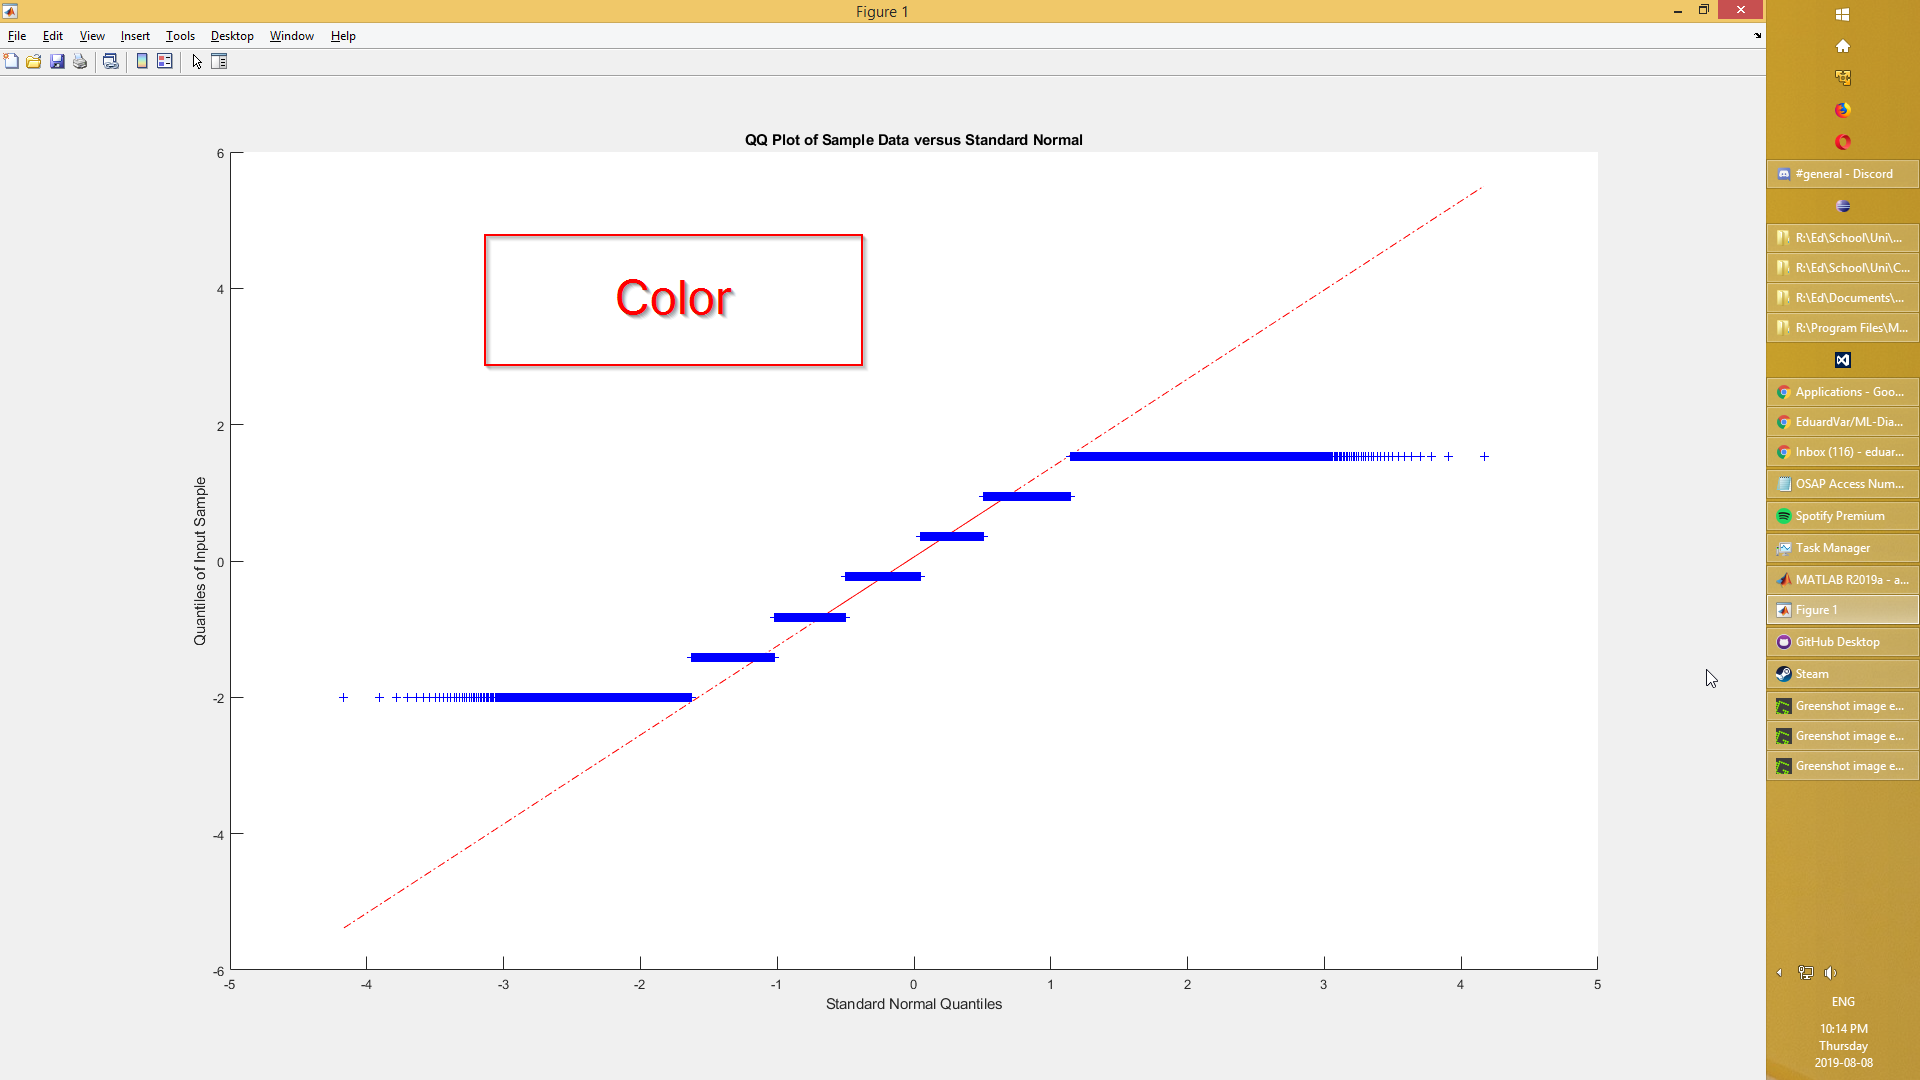 Figure 1
File Edit View Insert Tools Desktop Window Help
QQ Plot of Sample Data versus Standard Normal
Color
6
4
2
0
-2
-4
-6
Quantiles of Input Sample
-5 -4 -3 -2 -1 0 1 2 3 4 5
Standard Normal Quantiles
#general - Discord
R:\Ed\School\Uni\...
R:\Ed\School\Uni\C...
R:\Ed\Documents\...
R:\Program Files\M...
Applications - Goo...
EduardVar/ML-Dia...
Inbox (116) - eduar...
OSAP Access Num...
Spotify Premium
Task Manager
MATLAB R2019a - a...
Figure 1
GitHub Desktop
Steam
Greenshot image e...
Greenshot image e...
Greenshot image e...
ENG
10:14 PM
Thursday
2019-08-08